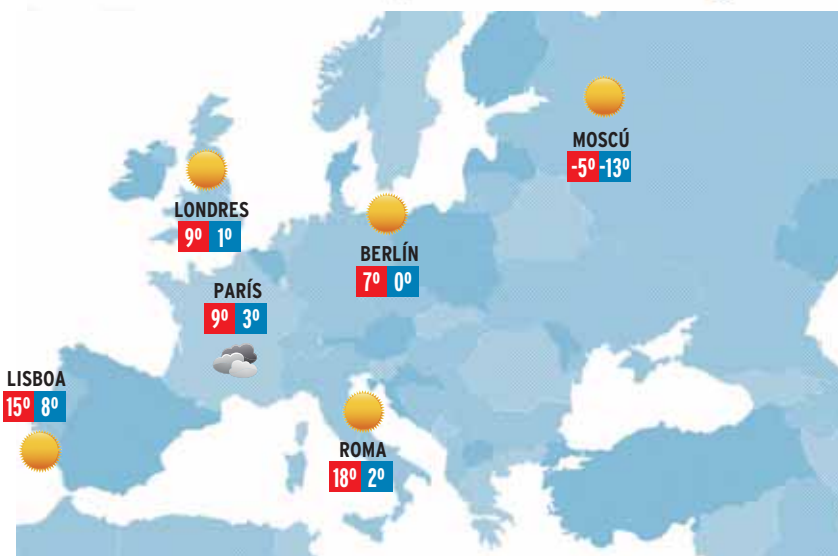 MOSCÚ
-5º -13º
LONDRES
9º 1º
BERLÍN
7º 0º
PARÍS
9º 3º
LISBOA
15º 8º
ROMA
18º 2º